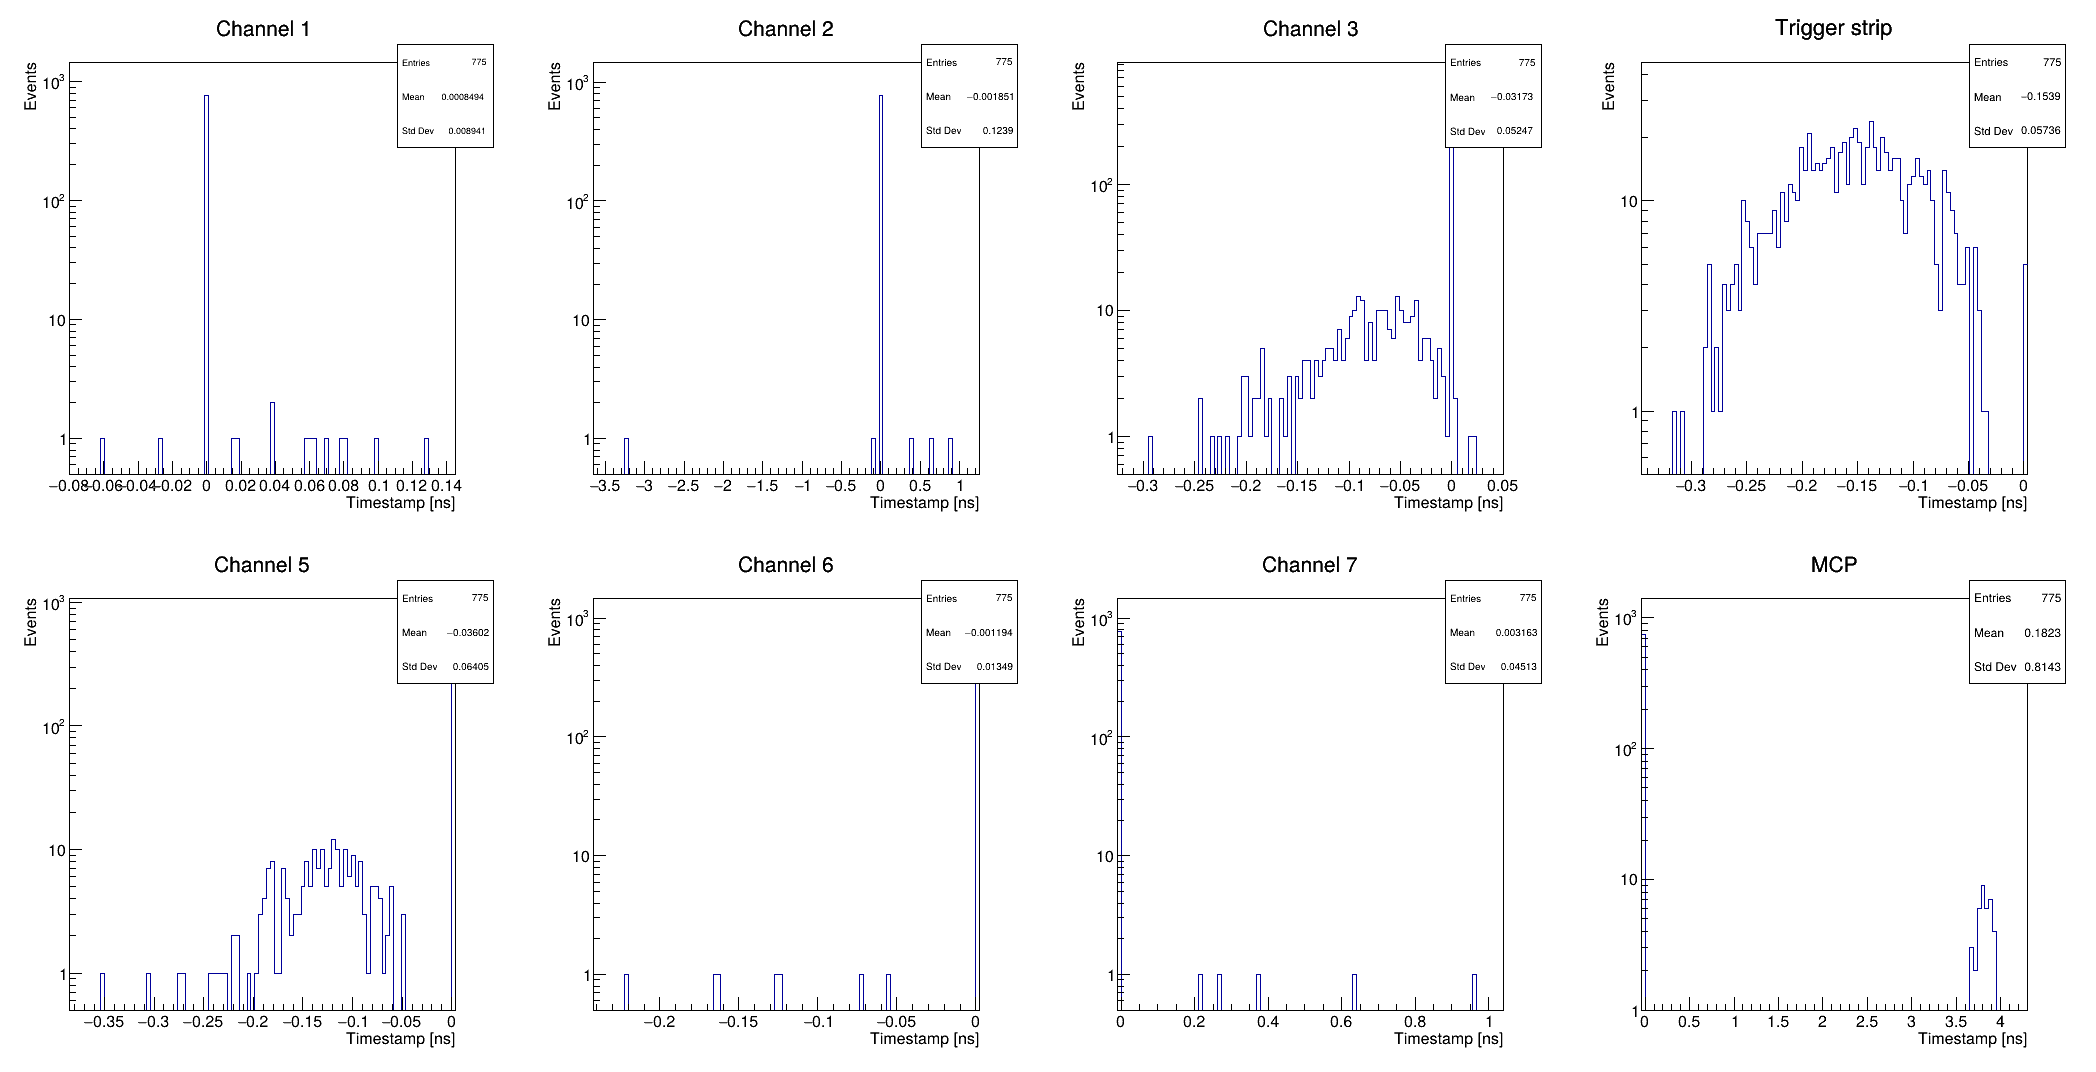 Channel 1
Events
Entries 775
Mean 0.0008494
Std Dev 0.008941
10³
10²
10
1
−0.08 −0.06 −0.04 −0.02 0 0.02 0.04 0.06 0.08 0.1 0.12 0.14
Timestamp [ns]
Channel 2
Events
Entries 775
Mean −0.001851
Std Dev 0.1239
10³
10²
10
1
−3.5 −3 −2.5 −2 −1.5 −1 −0.5 0 0.5 1
Timestamp [ns]
Channel 3
Events
Entries 775
Mean −0.03173
Std Dev 0.05247
10²
10
1
−0.3 −0.25 −0.2 −0.15 −0.1 −0.05 0 0.05
Timestamp [ns]
Trigger strip
Events
Entries 775
Mean −0.1539
Std Dev 0.05736
10
1
−0.3 −0.25 −0.2 −0.15 −0.1 −0.05 0
Timestamp [ns]
Channel 5
Events
Entries 775
Mean −0.03602
Std Dev 0.06405
10³
10²
10
1
−0.35 −0.3 −0.25 −0.2 −0.15 −0.1 −0.05 0
Timestamp [ns]
Channel 6
Events
Entries 775
Mean −0.001194
Std Dev 0.01349
10³
10²
10
1
−0.2 −0.15 −0.1 −0.05 0
Timestamp [ns]
Channel 7
Events
Entries 775
Mean 0.003163
Std Dev 0.04513
10³
10²
10
1
0 0.2 0.4 0.6 0.8 1
Timestamp [ns]
MCP
Events
Entries 775
Mean 0.1823
Std Dev 0.8143
10³
10²
10
1
0 0.5 1 1.5 2 2.5 3 3.5 4
Timestamp [ns]